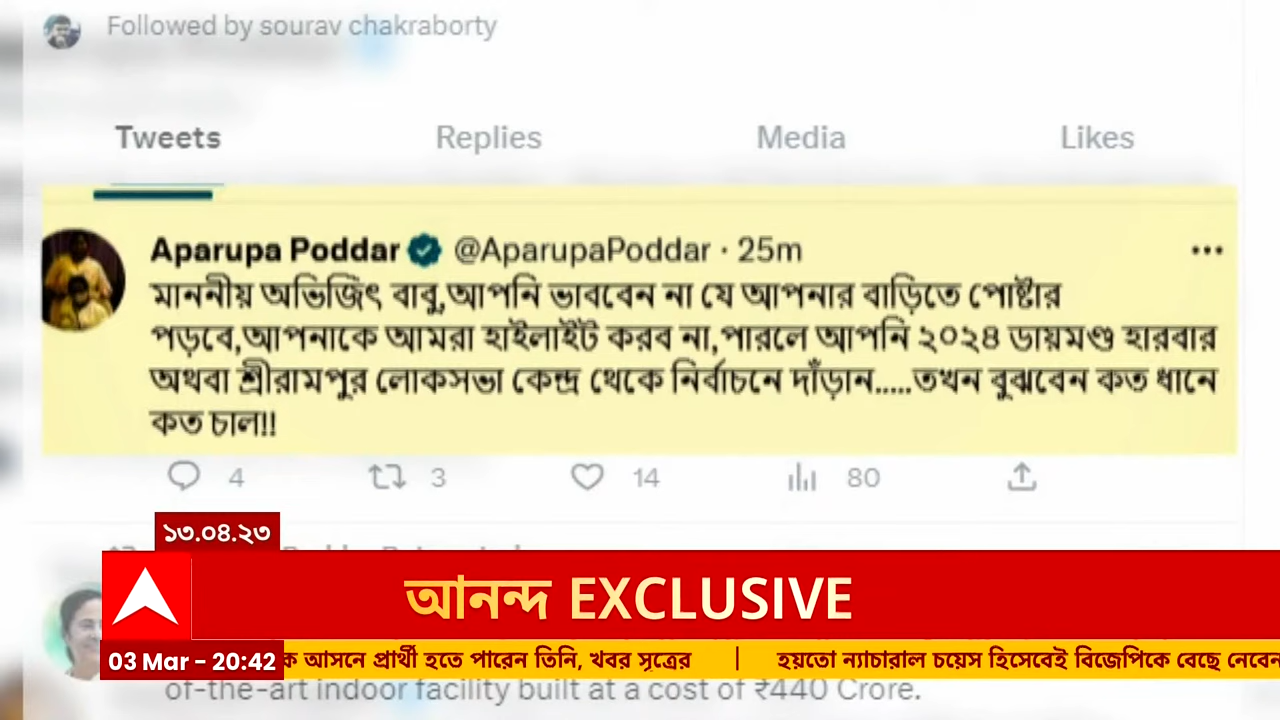 Followed by sourav chakraborty
Tweets Replies Media Likes
Aparupa Poddar @AparupaPoddar · 25m
মাননীয় অভিজিৎ বাবু,আপনি ভাববেন না যে আপনার বাড়িতে পোষ্টার
পড়বে,আপনাকে আমরা হাইলাইট করব না,পারলে আপনি ২০২৪ ডায়মণ্ড হারবার
অথবা শ্রীরামপুর লোকসভা কেন্দ্র থেকে নির্বাচনে দাঁড়ান.....তখন বুঝবেন কত ধানে
কত চাল!!
4 3 14 80
১৩.০৪.২৩
আনন্দ EXCLUSIVE
03 Mar - 20:42
ক আসনে প্রার্থী হতে পারেন তিনি, খবর সূত্রের | হয়তো ন্যাচারাল চয়েস হিসেবেই বিজেপিকে বেছে নেবেন
of-the-art indoor facility built at a cost of ₹440 Crore.